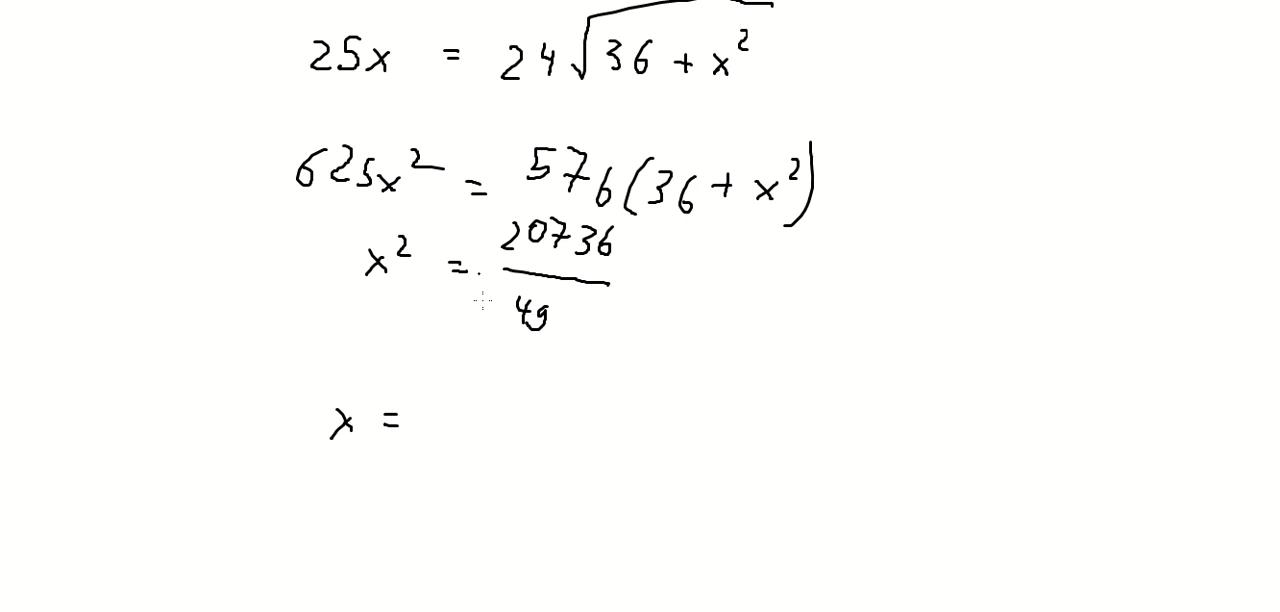 25x = 24√36 + x²
625x² = 576(36 + x²)
x² = 20736/49
x =